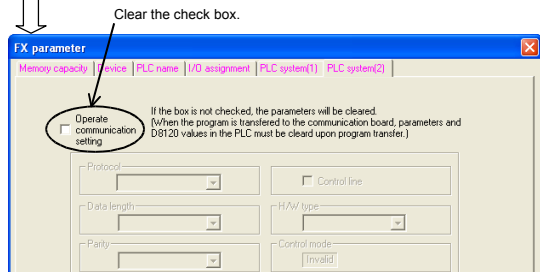 Clear the check box.
FX parameter
Memory capacity | Device | PLC name | I/O assignment | PLC system(1) | PLC system(2)
If the box is not checked, the parameters will be cleared.
(When the program is transfered to the communication board, parameters and
D8120 values in the PLC must be cleard upon program transfer.)
Operate
communication
setting
Protocol
Control line
Data length
H/W type
Parity
Control mode
Invalid